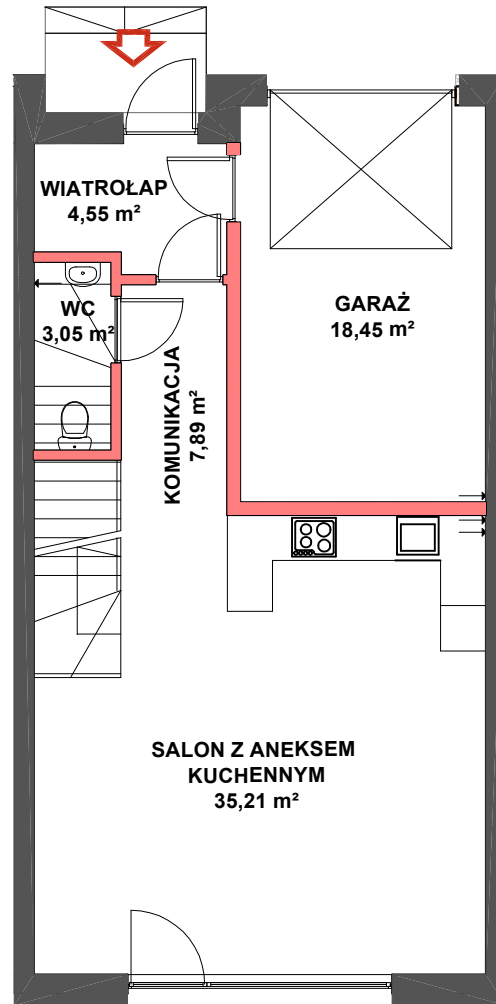 WIATROŁAP
4,55 m²
WC
3,05 m²
GARAŻ
18,45 m²
KOMUNIKACJA
7,89 m²
SALON Z ANEKSEM
KUCHENNYM
35,21 m²